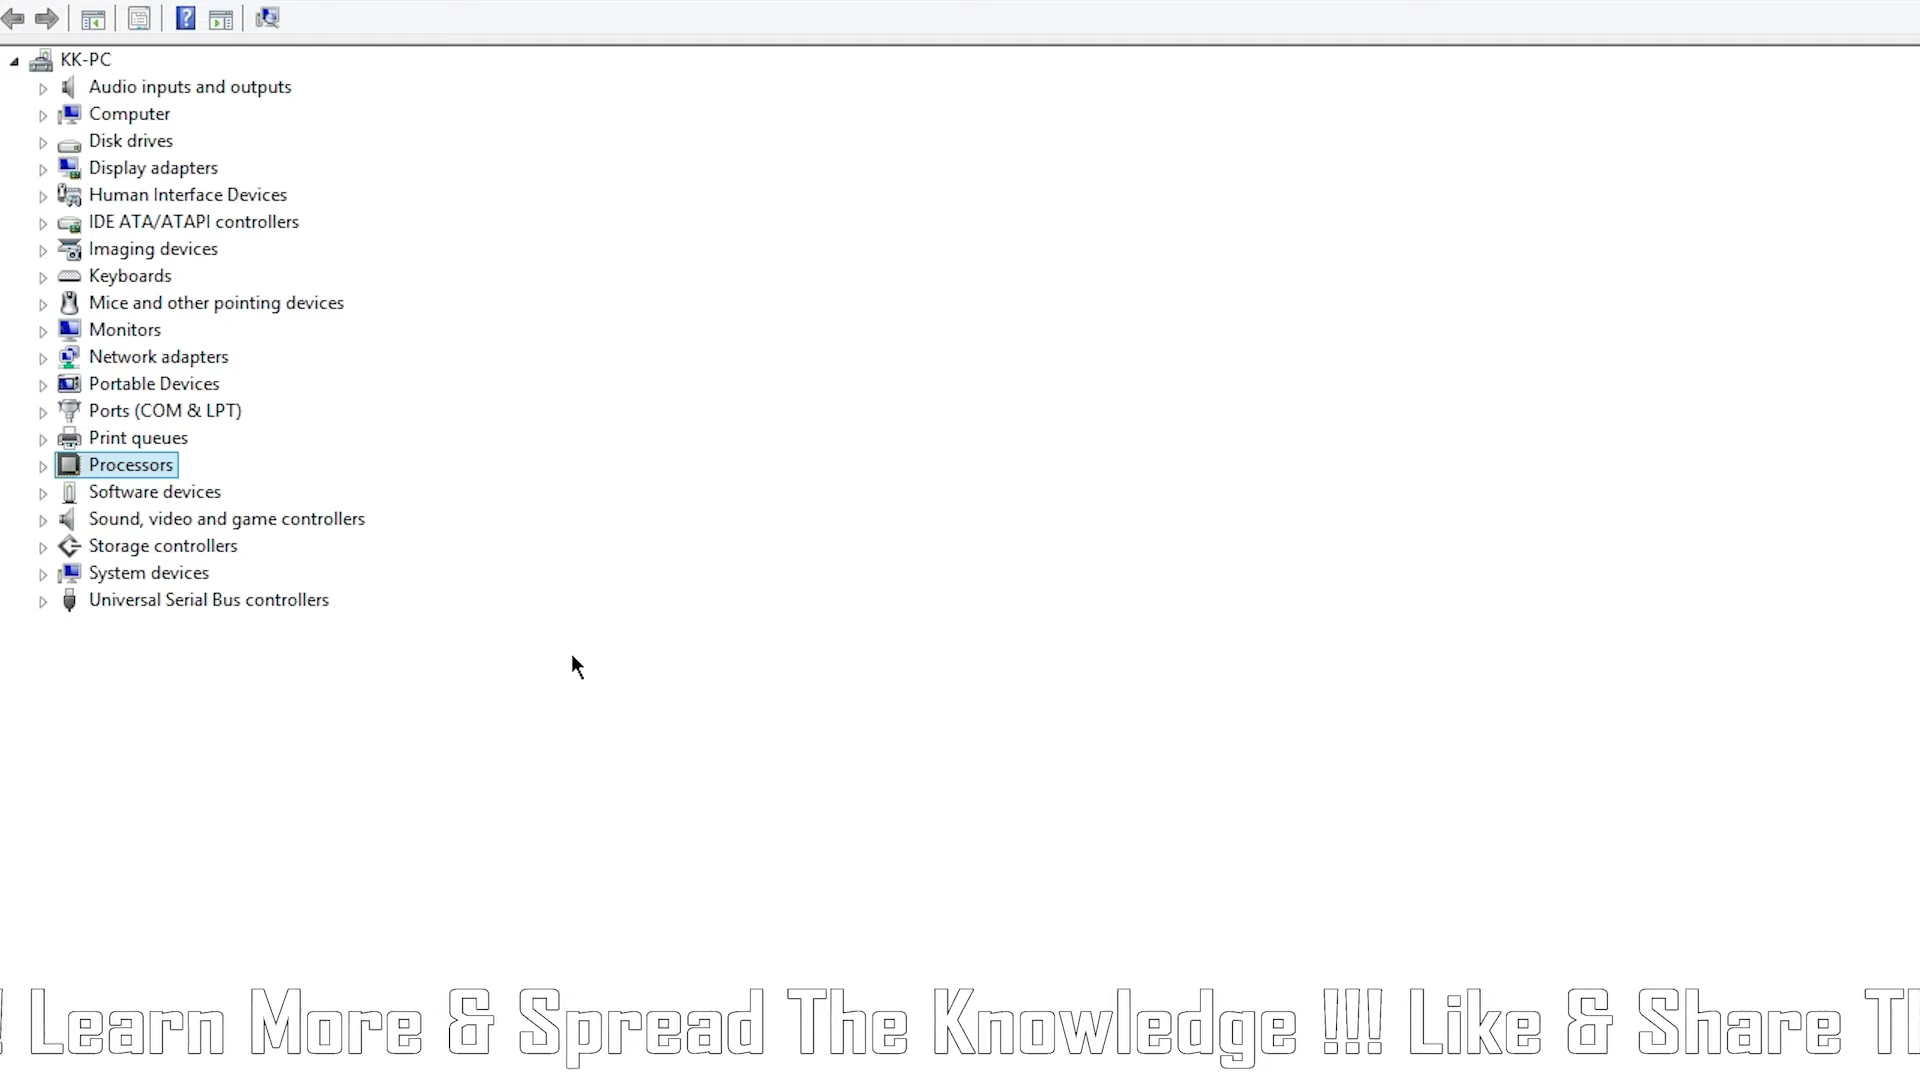 KK-PC
Audio inputs and outputs
Computer
Disk drives
Display adapters
Human Interface Devices
IDE ATA/ATAPI controllers
Imaging devices
Keyboards
Mice and other pointing devices
Monitors
Network adapters
Portable Devices
Ports (COM & LPT)
Print queues
Processors
Software devices
Sound, video and game controllers
Storage controllers
System devices
Universal Serial Bus controllers
! Learn More & Spread The Knowledge !!! Like & Share